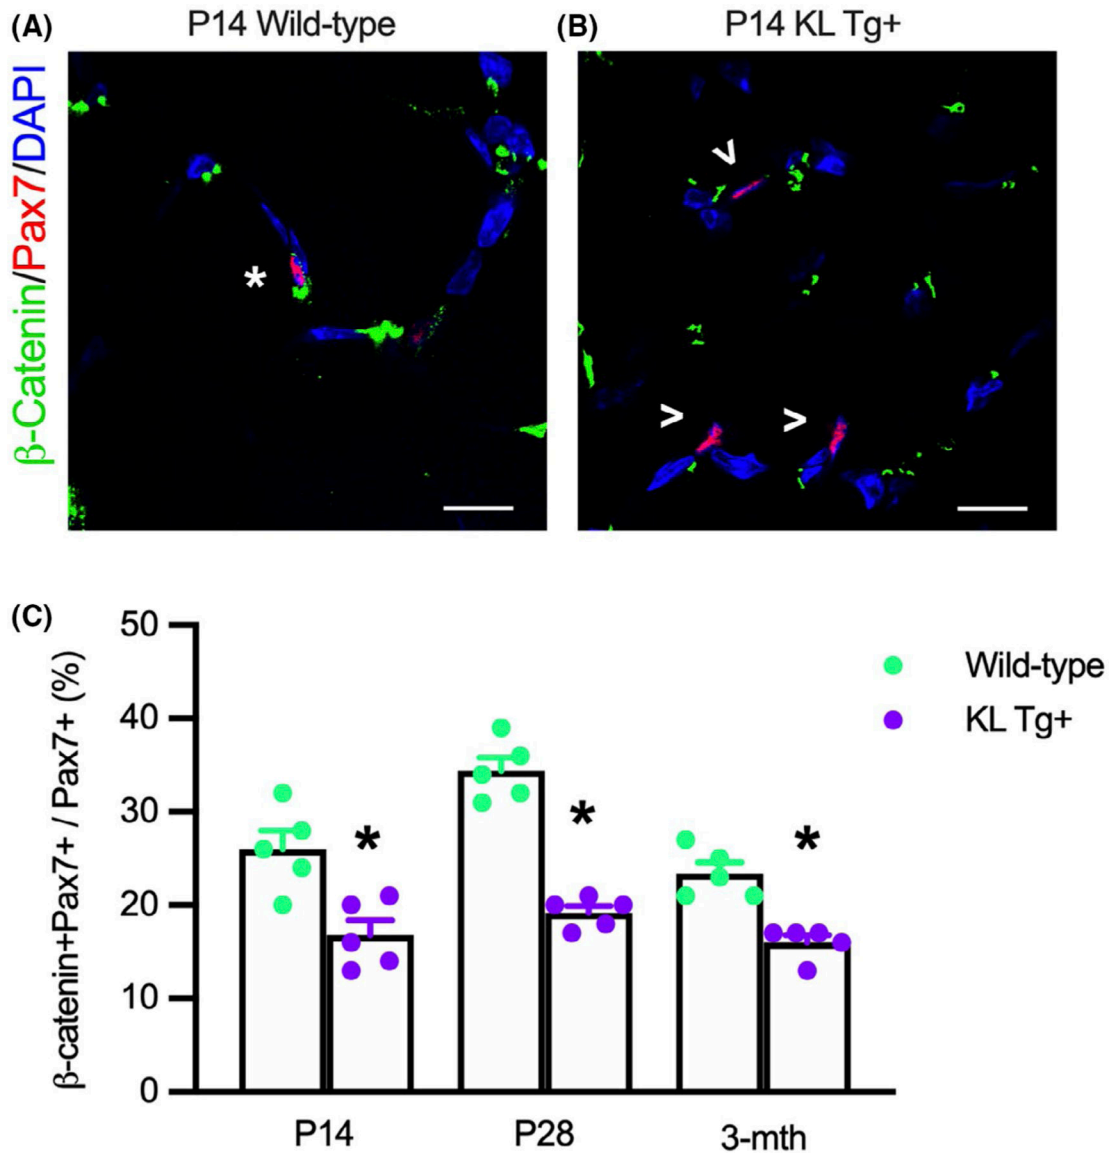 (A) P14 Wild-type
(B) P14 KL Tg+
β-Catenin/Pax7/DAPI
*
>
>
>
(C)
β-catenin+Pax7+ / Pax7+ (%)
50
40
30
20
10
0
*
*
*
P14
P28
3-mth
Wild-type
KL Tg+